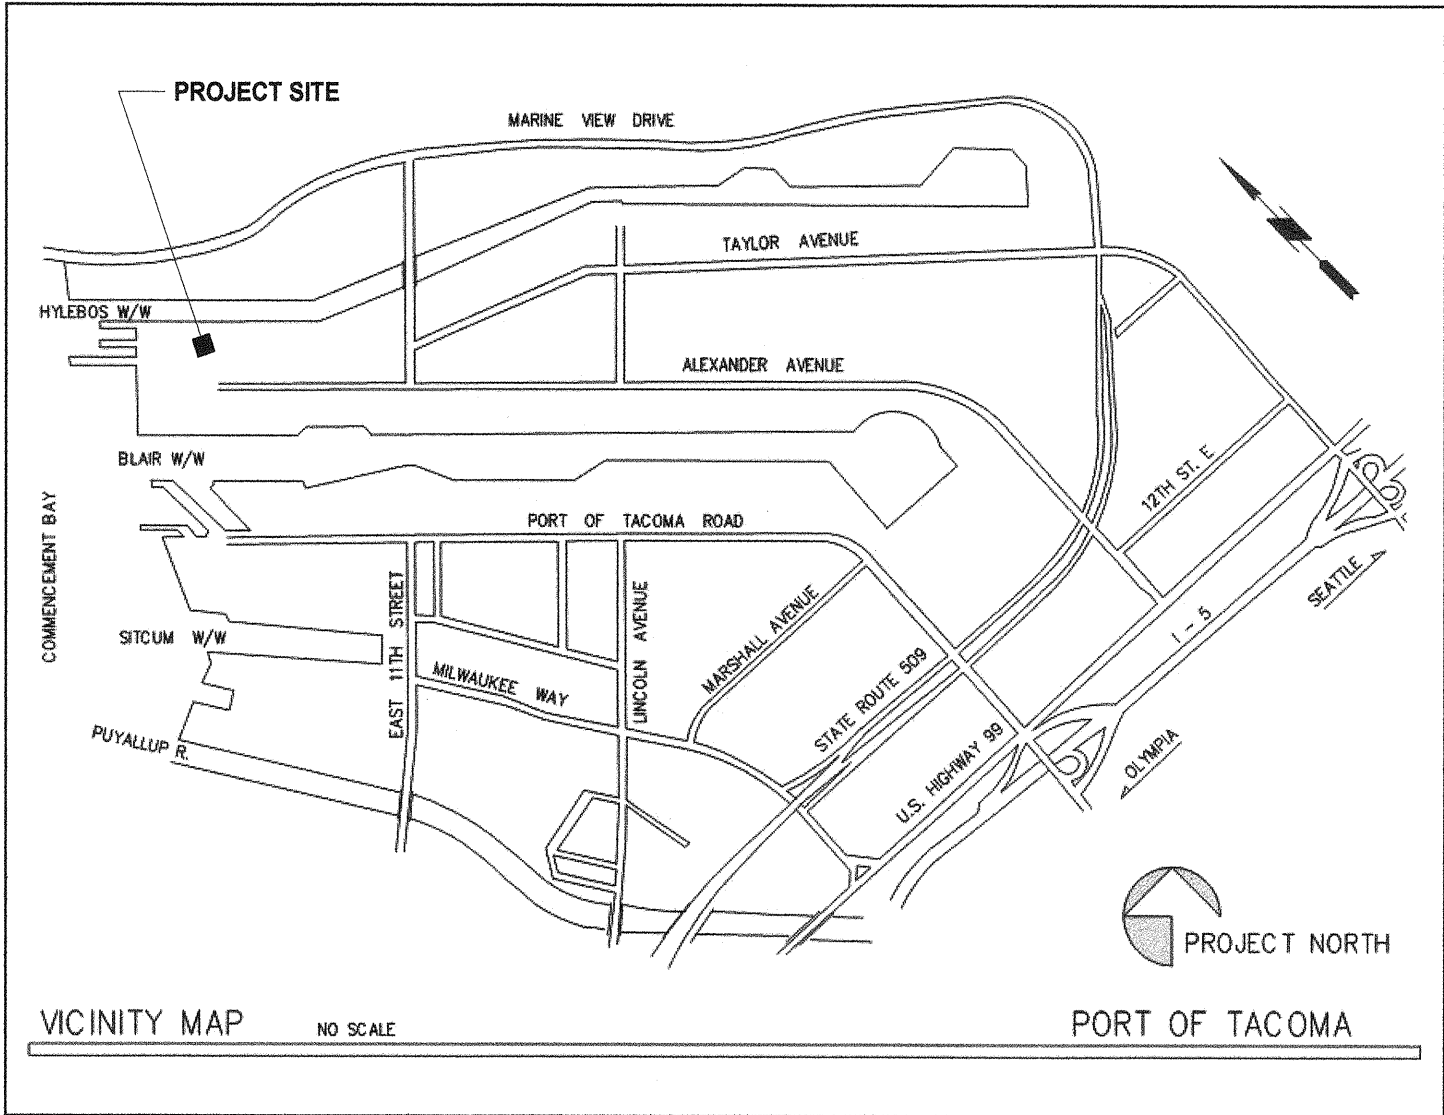 PROJECT SITE
MARINE VIEW DRIVE
TAYLOR AVENUE
HYLEBOS W/W
ALEXANDER AVENUE
BLAIR W/W
12TH ST. E
COMMENCEMENT BAY
PORT OF TACOMA ROAD
SEATTLE
I - 5
EAST 11TH STREET
LINCOLN AVENUE
MARSHALL AVENUE
SITCUM W/W
MILWAUKEE WAY
STATE ROUTE 509
PUYALLUP R.
U.S. HIGHWAY 99
OLYMPIA
PROJECT NORTH
VICINITY MAP
NO SCALE
PORT OF TACOMA